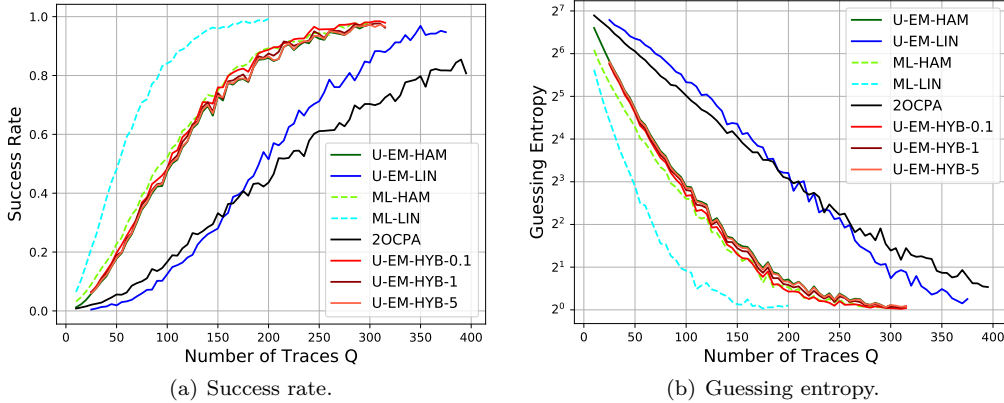 1.0
0.8
0.6
0.4
0.2
0.0
Success Rate
U-EM-HAM
U-EM-LIN
ML-HAM
ML-LIN
2OCPA
U-EM-HYB-0.1
U-EM-HYB-1
U-EM-HYB-5
0 50 100 150 200 250 300 350 400
Number of Traces Q
(a) Success rate.
2⁷
2⁶
2⁵
2⁴
2³
2²
2¹
2⁰
Guessing Entropy
U-EM-HAM
U-EM-LIN
ML-HAM
ML-LIN
2OCPA
U-EM-HYB-0.1
U-EM-HYB-1
U-EM-HYB-5
0 50 100 150 200 250 300 350 400
Number of Traces Q
(b) Guessing entropy.